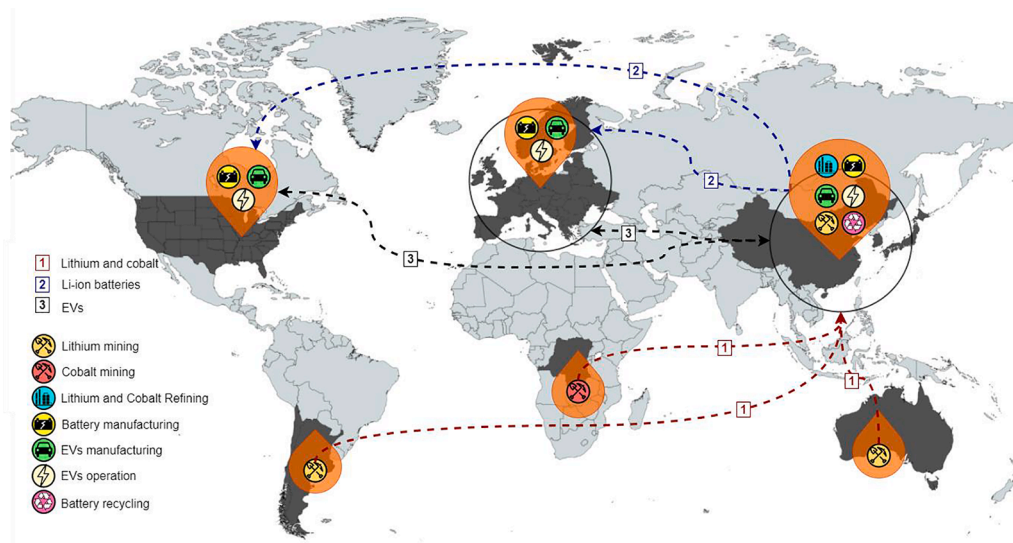 2
2
3
3
1 Lithium and cobalt
2 Li-ion batteries
3 EVs
Lithium mining
Cobalt mining
Lithium and Cobalt Refining
Battery manufacturing
EVs manufacturing
EVs operation
Battery recycling
1
1
1